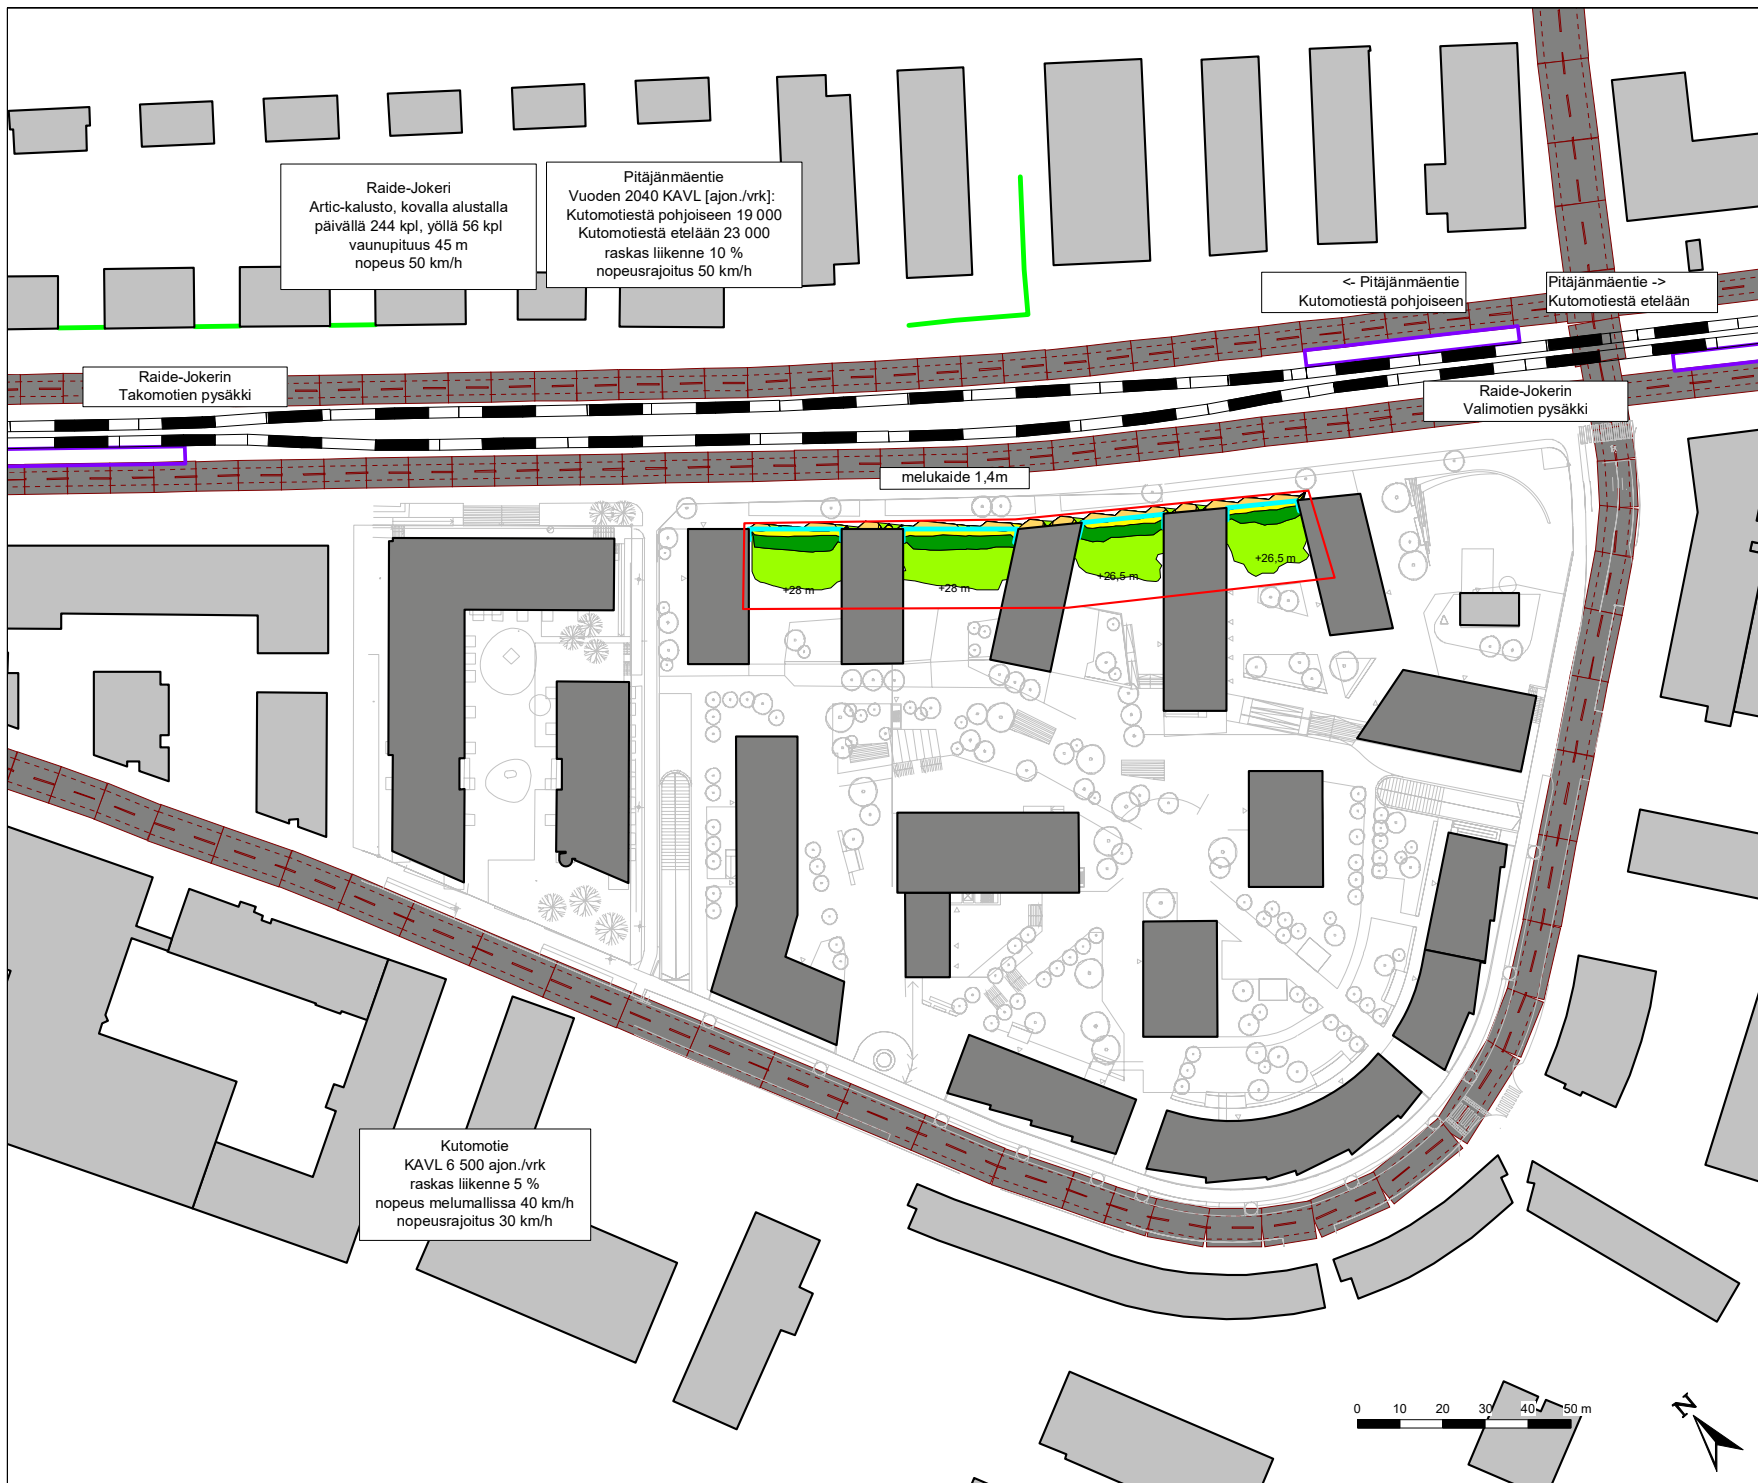 Raide-Jokeri
Artic-kalusto, kovalla alustalla
päivällä 244 kpl, yöllä 56 kpl
vaunupituus 45 m
nopeus 50 km/h
Pitäjänmäentie
Vuoden 2040 KAVL [ajon./vrk]:
Kutomotiestä pohjoiseen 19 000
Kutomotiestä etelään 23 000
raskas liikenne 10 %
nopeusrajoitus 50 km/h
<- Pitäjänmäentie
Kutomotiestä pohjoiseen
Pitäjänmäentie ->
Kutomotiestä etelään
Raide-Jokerin
Takomotien pysäkki
Raide-Jokerin
Valimotien pysäkki
melukaide 1,4m
+28 m
+28 m
+26,5 m
+26,5 m
Kutomotie
KAVL 6 500 ajon./vrk
raskas liikenne 5 %
nopeus melumallissa 40 km/h
nopeusrajoitus 30 km/h
0 10 20 30 40 50 m
N